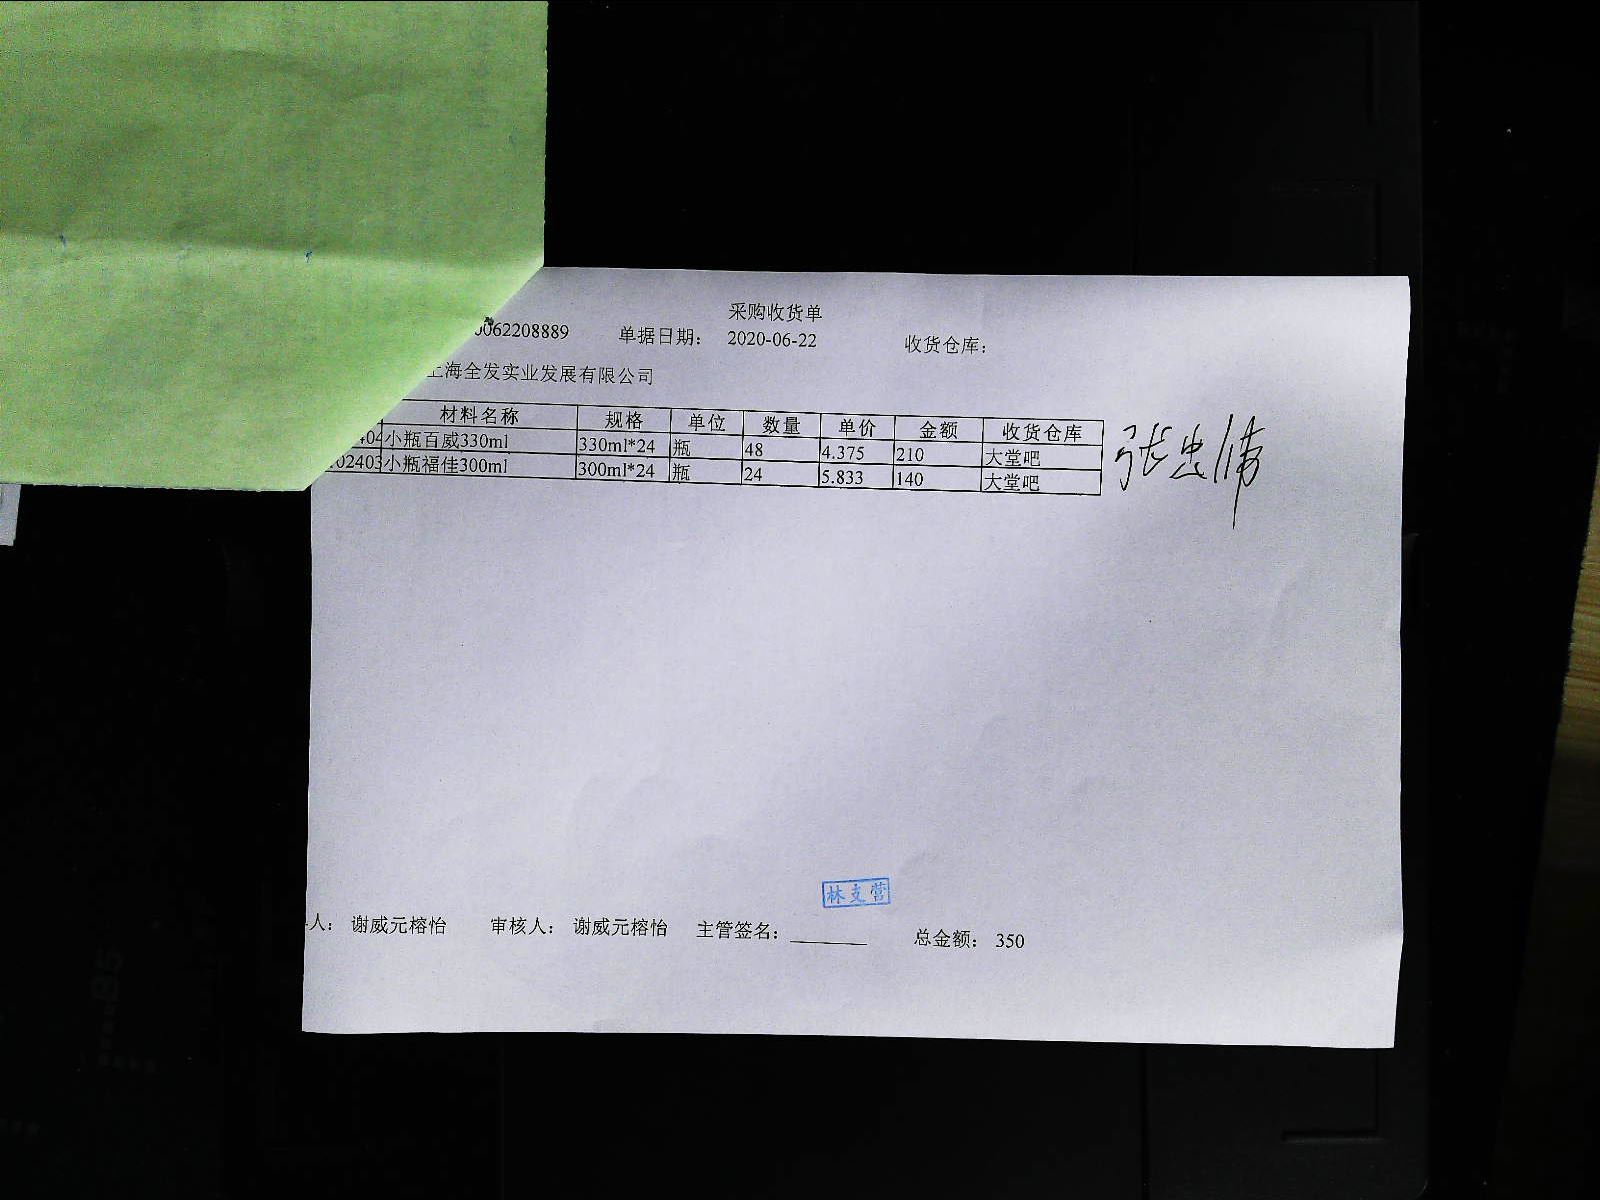 采购收货单
0062208889 单据日期： 2020-06-22 收货仓库：
上海全发实业发展有限公司
材料名称 规格 单位 数量 单价 金额 收货仓库
404 小瓶百威330ml 330ml*24 瓶 48 4.375 210 大堂吧
02403 小瓶福佳300ml 300ml*24 瓶 24 5.833 140 大堂吧
张忠伟
林支营
人： 谢威元榕怡 审核人： 谢威元榕怡 主管签名： 总金额： 350